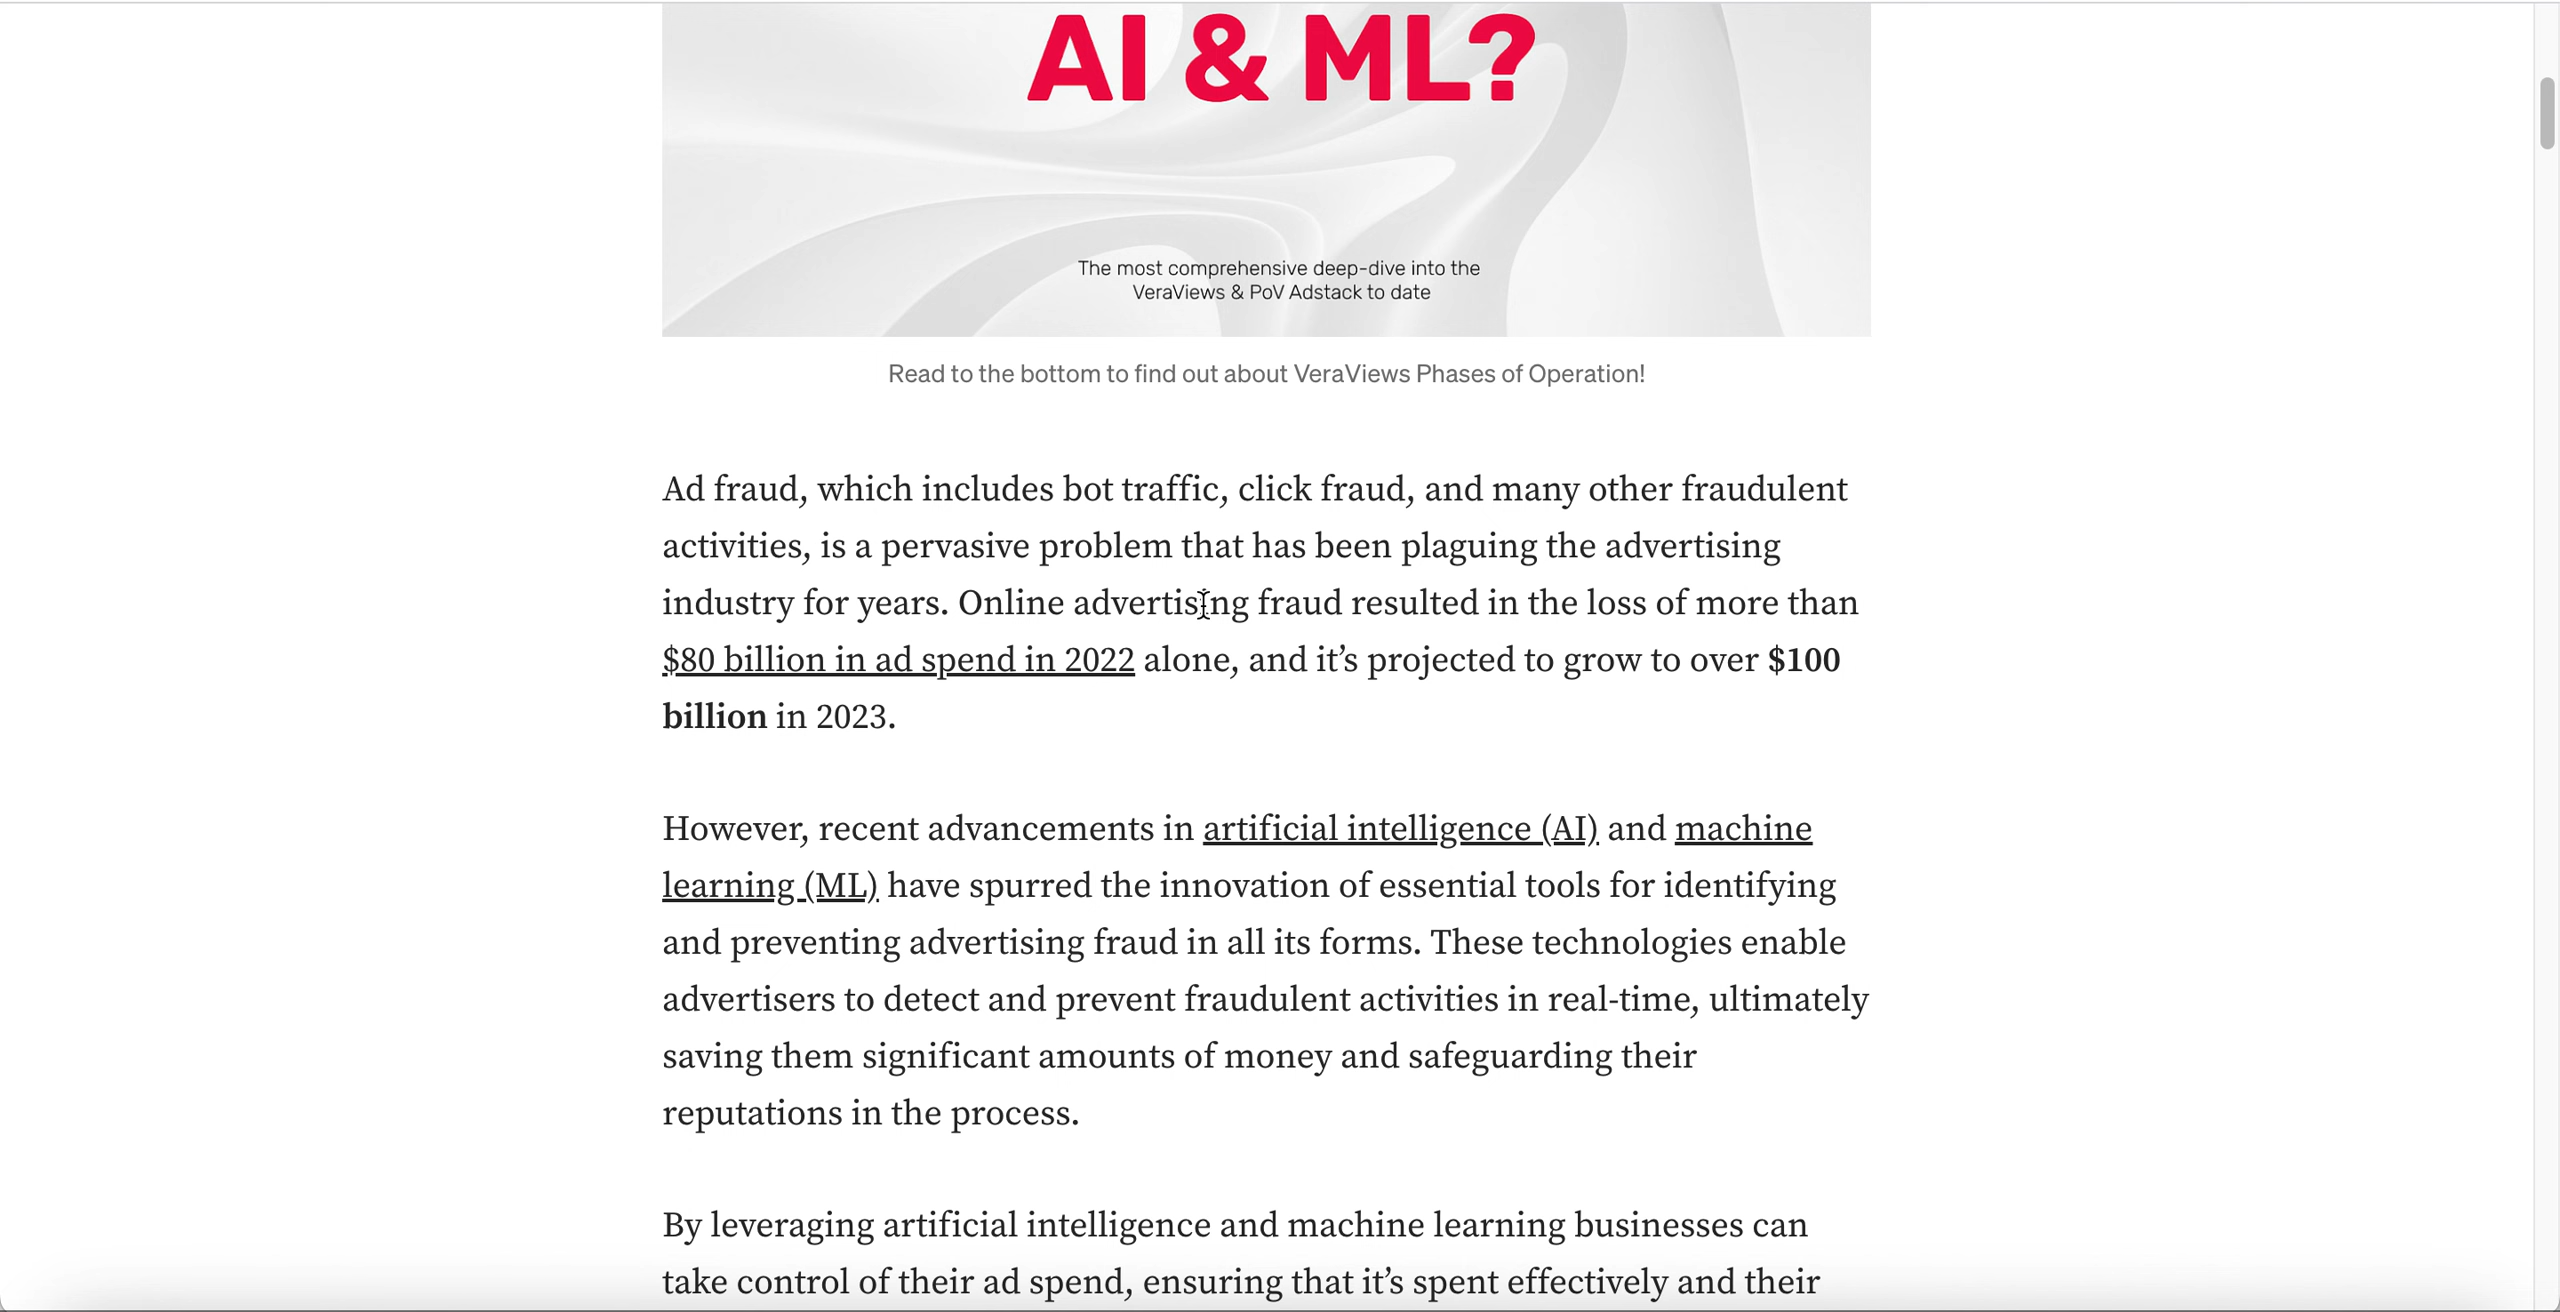 AI & ML?
The most comprehensive deep-dive into the
VeraViews & PoV Adstack to date
Read to the bottom to find out about VeraViews Phases of Operation!
Ad fraud, which includes bot traffic, click fraud, and many other fraudulent
activities, is a pervasive problem that has been plaguing the advertising
industry for years. Online advertising fraud resulted in the loss of more than
$80 billion in ad spend in 2022 alone, and it’s projected to grow to over $100
billion in 2023.
However, recent advancements in artificial intelligence (AI) and machine
learning (ML) have spurred the innovation of essential tools for identifying
and preventing advertising fraud in all its forms. These technologies enable
advertisers to detect and prevent fraudulent activities in real-time, ultimately
saving them significant amounts of money and safeguarding their
reputations in the process.
By leveraging artificial intelligence and machine learning businesses can
take control of their ad spend, ensuring that it’s spent effectively and their